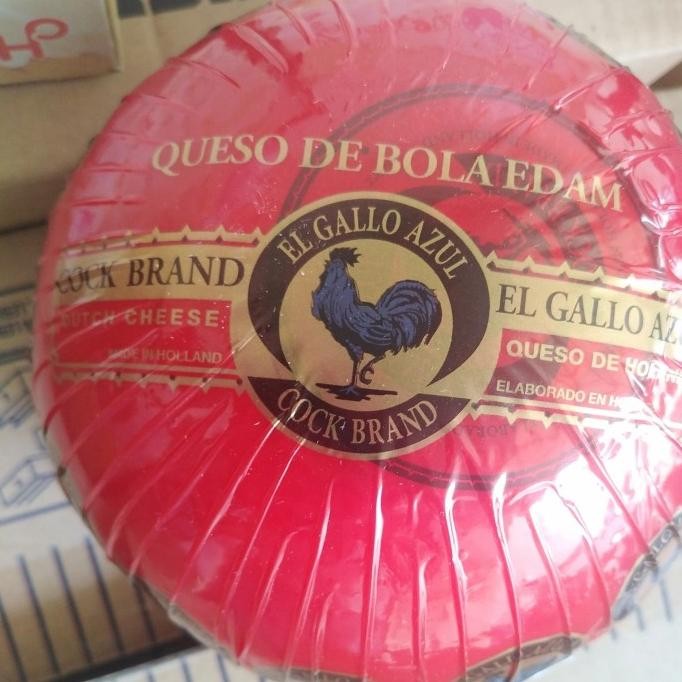 QUESO DE BOLA EDAM
EL GALLO AZUL
COCK BRAND
COCK BRAND
DUTCH CHEESE
MADE IN HOLLAND
EL GALLO
QUESO DE
ELABORADO EN